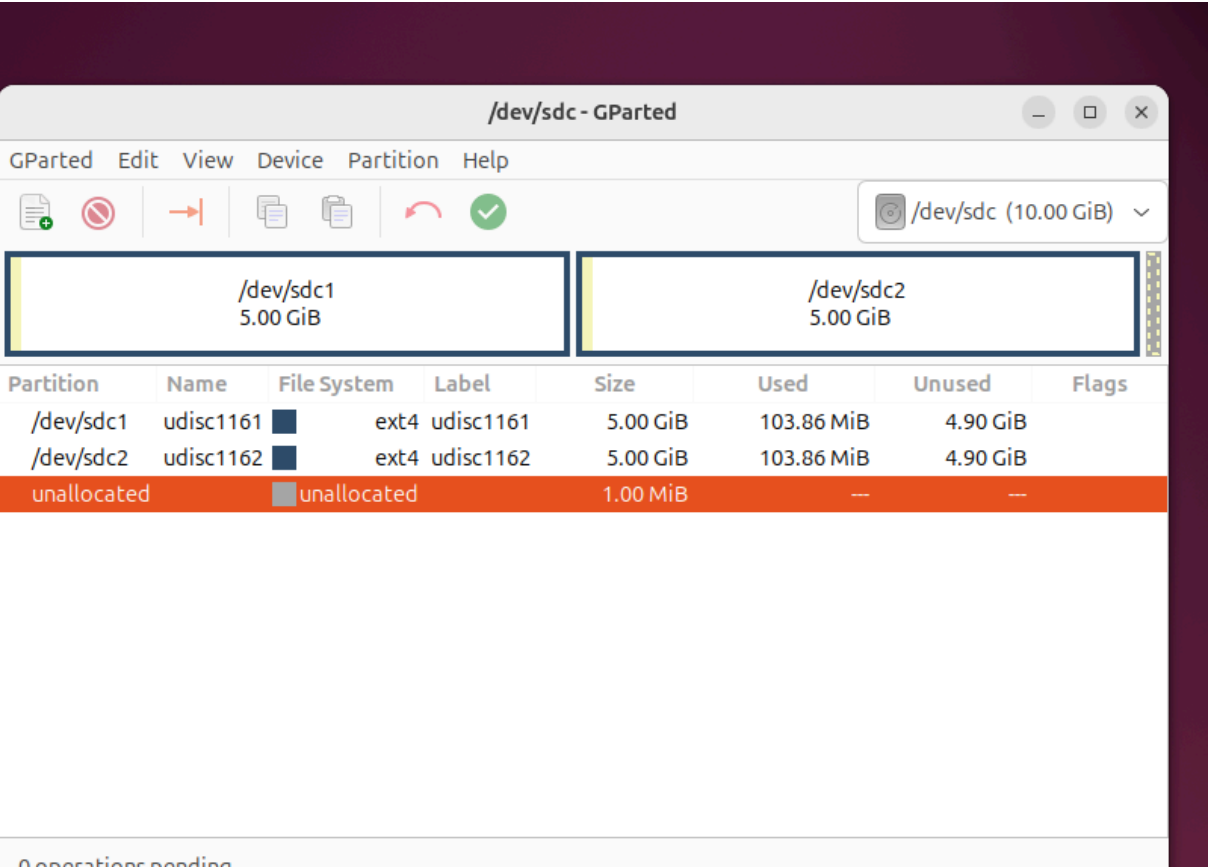 /dev/sdc - GParted
GParted Edit View Device Partition Help
/dev/sdc (10.00 GiB)
/dev/sdc1
5.00 GiB
/dev/sdc2
5.00 GiB
Partition Name File System Label Size Used Unused Flags
/dev/sdc1 udisc1161 ext4 udisc1161 5.00 GiB 103.86 MiB 4.90 GiB
/dev/sdc2 udisc1162 ext4 udisc1162 5.00 GiB 103.86 MiB 4.90 GiB
unallocated unallocated 1.00 MiB --- ---
0 operations pending